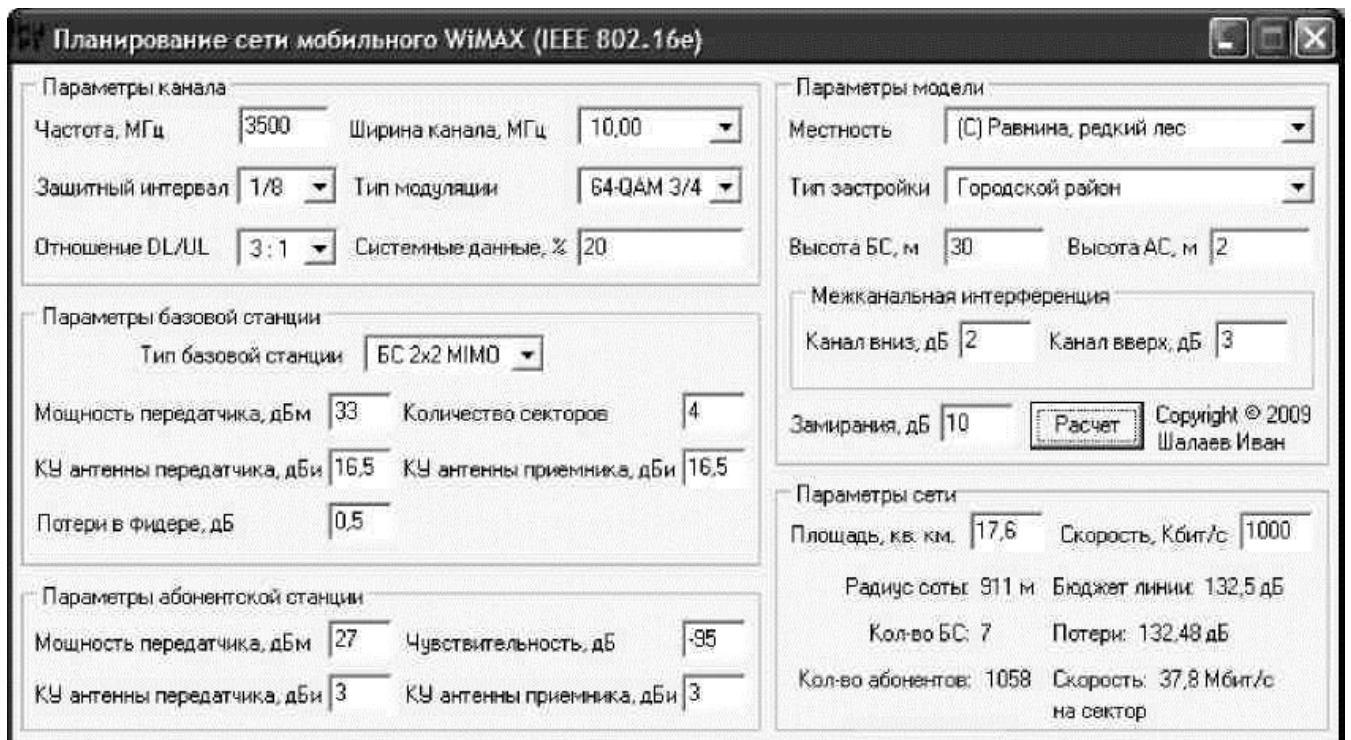 Планирование сети мобильного WiMAX (IEEE 802.16e)
Параметры канала
Частота, МГц 3500 Ширина канала, МГц 10,00
Защитный интервал 1/8 Тип модуляции 64-QAM 3/4
Отношение DL/UL 3 : 1 Системные данные, % 20
Параметры базовой станции
Тип базовой станции БС 2x2 MIMO
Мощность передатчика, дБм 33 Количество секторов 4
КУ антенны передатчика, дБи 16,5 КУ антенны приемника, дБи 16,5
Потери в фидере, дБ 0,5
Параметры абонентской станции
Мощность передатчика, дБм 27 Чувствительность, дБ -95
КУ антенны передатчика, дБи 3 КУ антенны приемника, дБи 3
Параметры модели
Местность (C) Равнина, редкий лес
Тип застройки Городской район
Высота БС, м 30 Высота АС, м 2
Межканальная интерференция
Канал вниз, дБ 2 Канал вверх, дБ 3
Замирания, дБ 10 Расчет Copyright © 2009
Шалаев Иван
Параметры сети
Площадь, кв. км. 17,6 Скорость, Кбит/с 1000
Радиус соты: 911 м Бюджет линии: 132,5 дБ
Кол-во БС: 7 Потери: 132,48 дБ
Кол-во абонентов: 1058 Скорость: 37,8 Мбит/с
на сектор